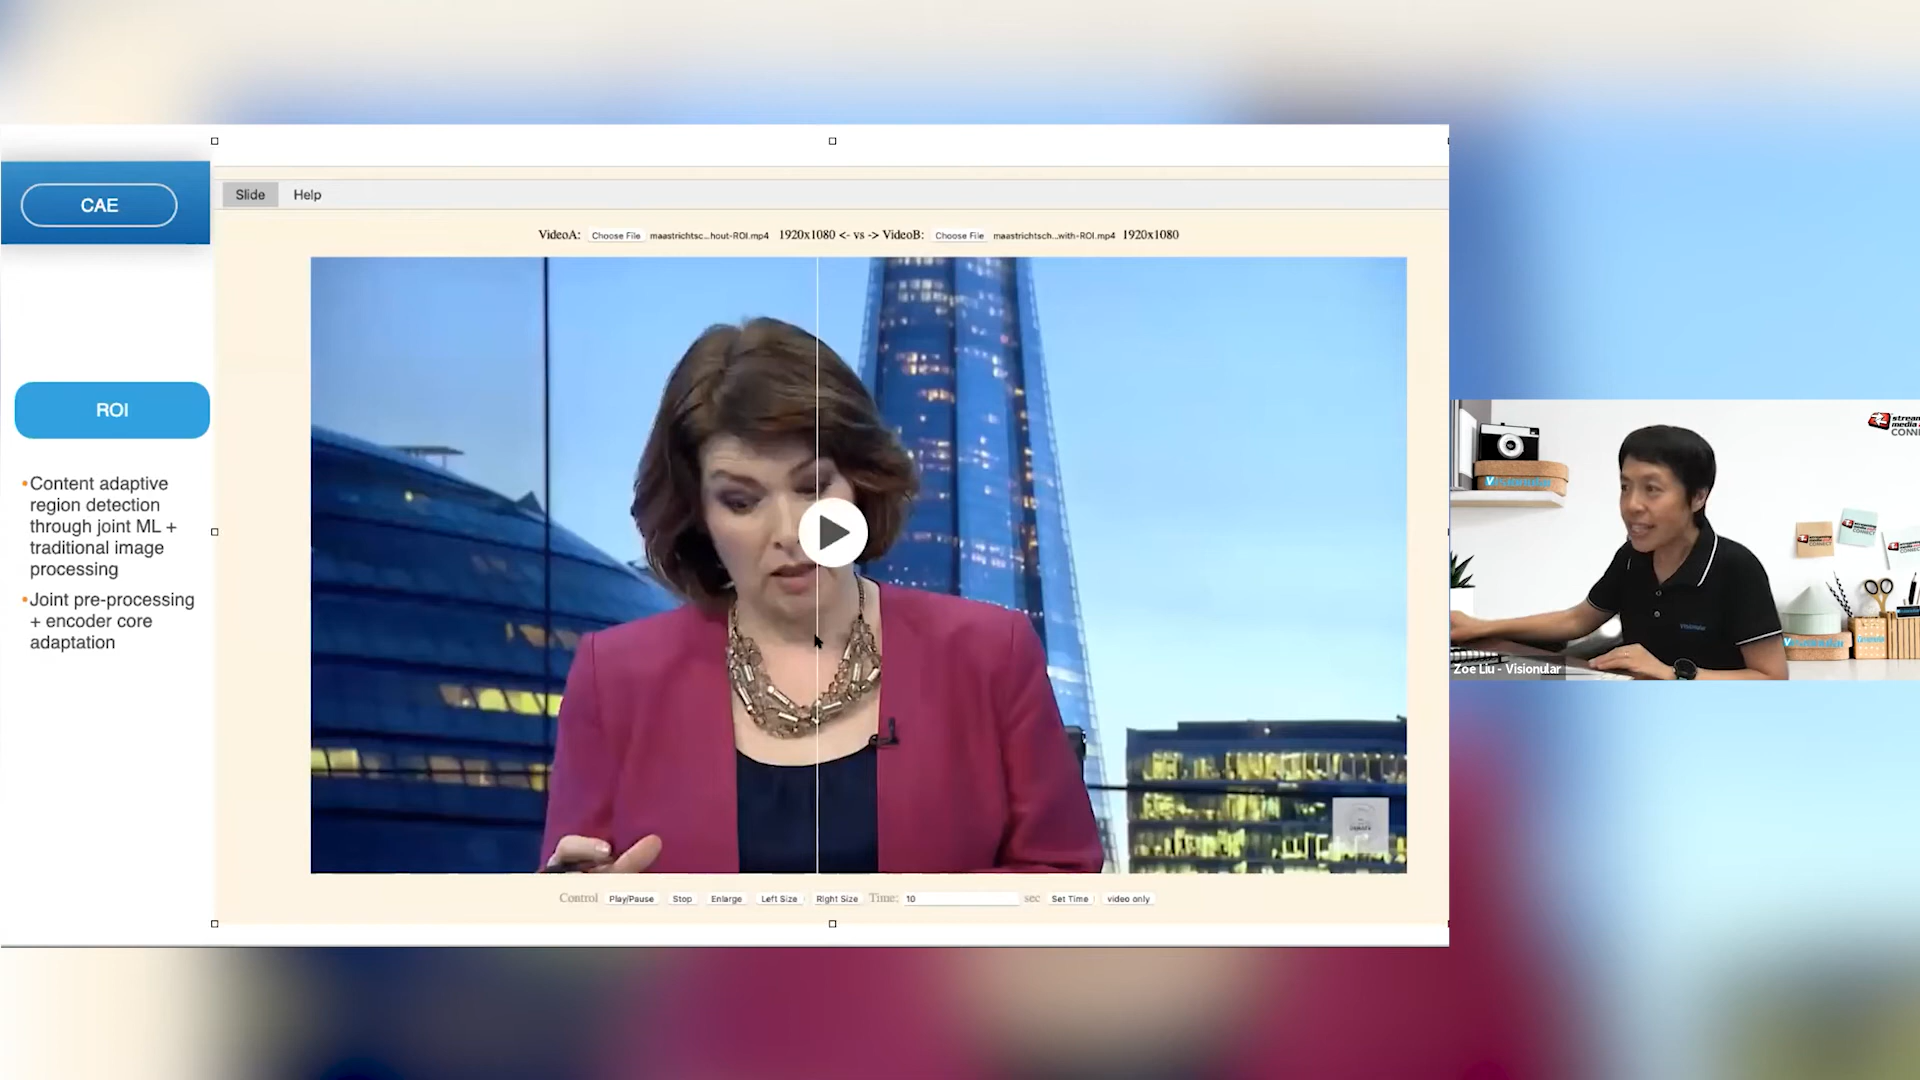 CAE
Slide Help
VideoA: Choose File maastrichtsc...hout-ROI.mp4 1920x1080 <- vs -> VideoB: Choose File maastrichtsch...with-ROI.mp4 1920x1080
ROI
•Content adaptive
region detection
through joint ML +
traditional image
processing
•Joint pre-processing
+ encoder core
adaptation
Control Play/Pause Stop Enlarge Left Size Right Size Time: 10 sec Set Time video only
Visionular
Visionular
Zoe Liu - Visionular